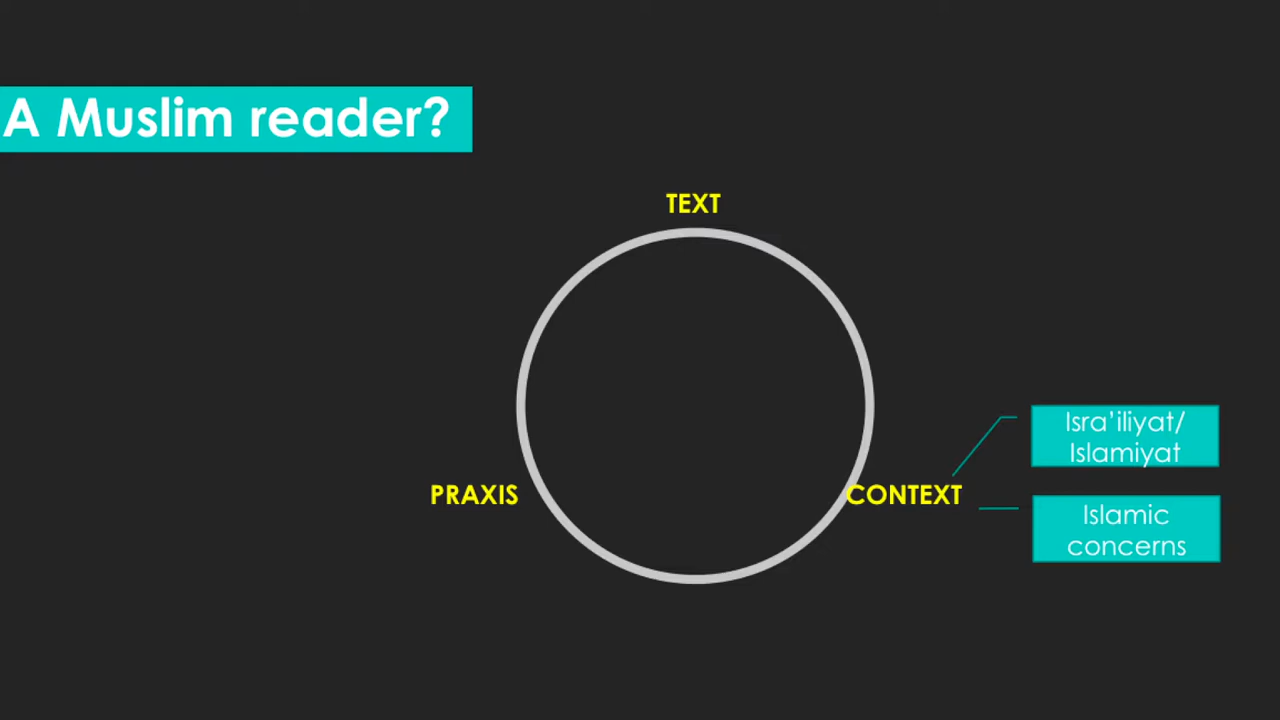 A Muslim reader?
TEXT
PRAXIS
CONTEXT
Isra’iliyat/
Islamiyat
Islamic
concerns